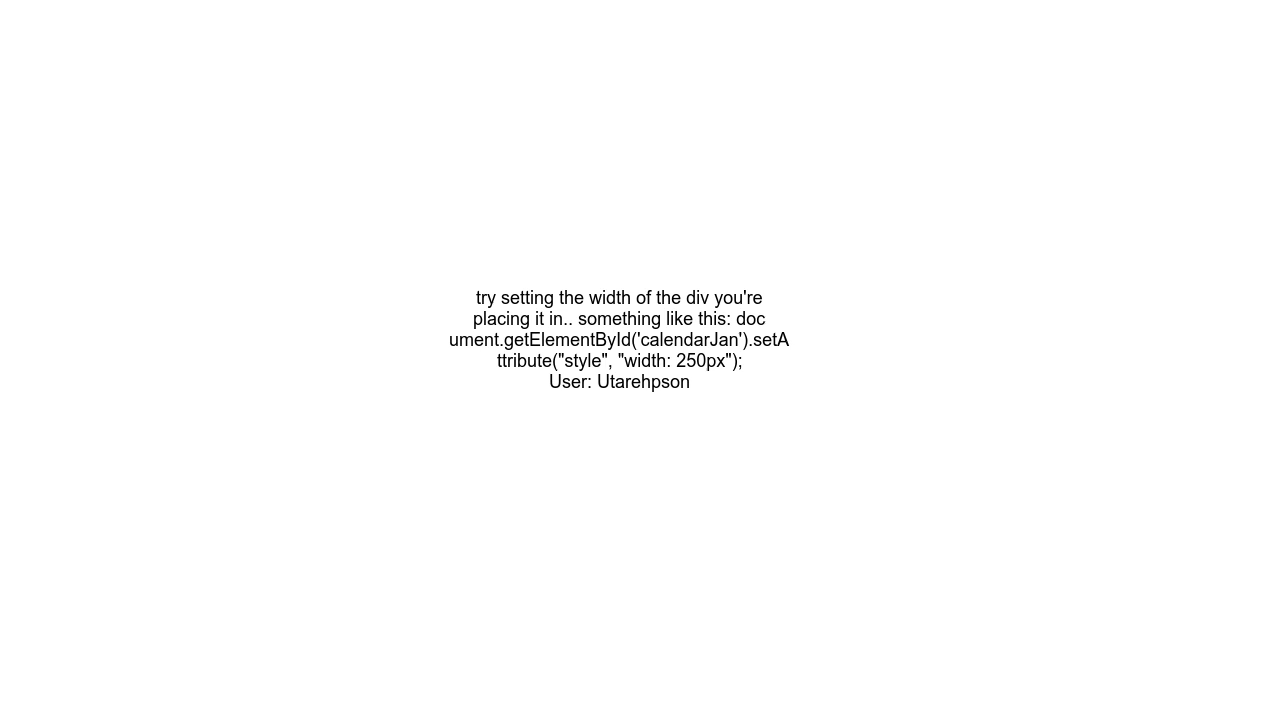 try setting the width of the div you're
placing it in.. something like this: doc
ument.getElementById('calendarJan').setA
ttribute("style", "width: 250px");
User: Utarehpson